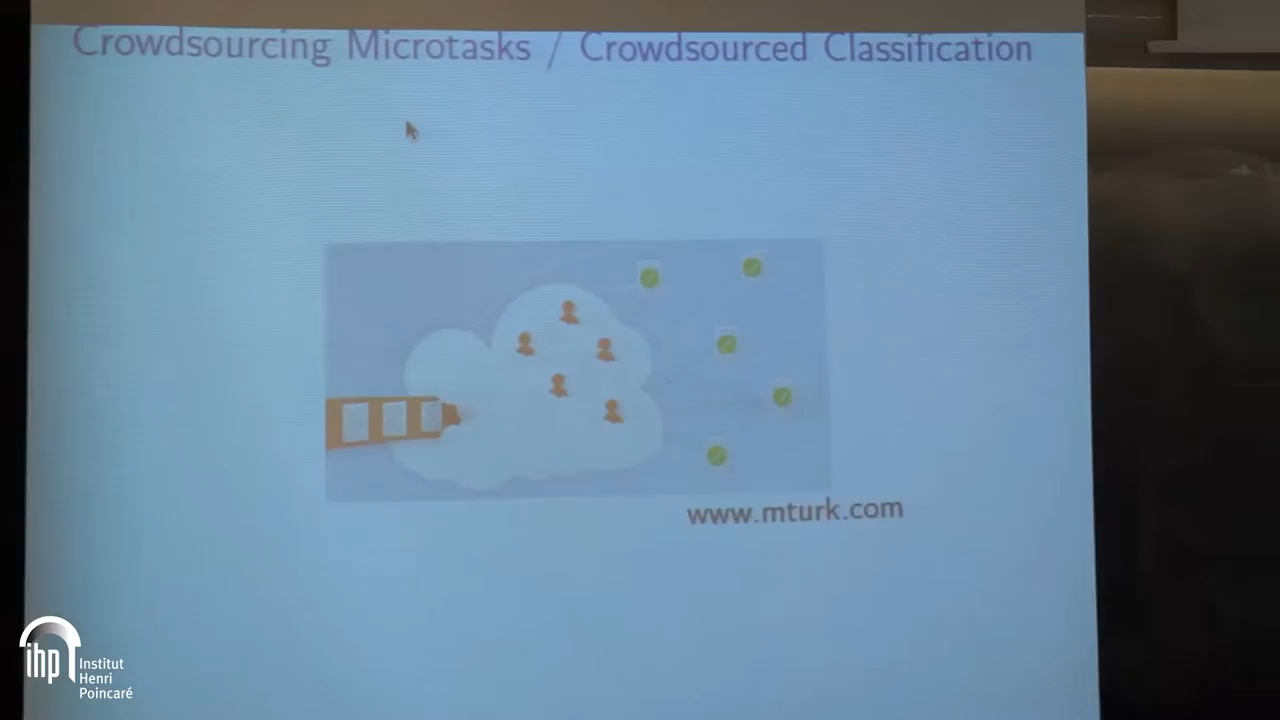 Crowdsourcing Microtasks / Crowdsourced Classification
www.mturk.com
ihp
Institut
Henri
Poincaré